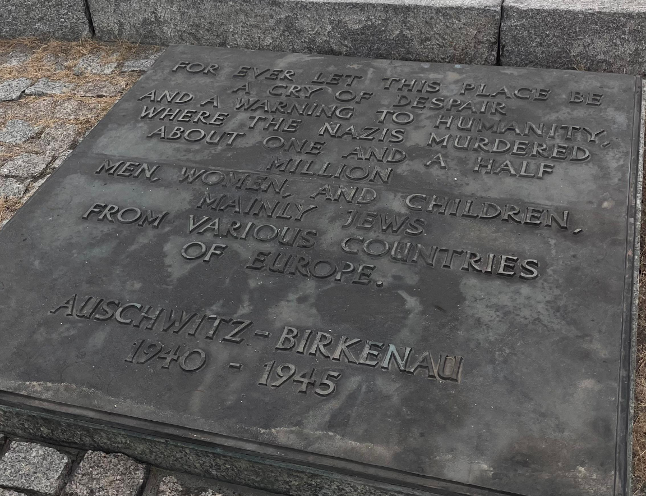 FOR EVER LET THIS PLACE BE
A CRY OF DESPAIR
AND A WARNING TO HUMANITY,
WHERE THE NAZIS MURDERED
ABOUT ONE AND A HALF
MILLION
MEN, WOMEN, AND CHILDREN,
MAINLY JEWS
FROM VARIOUS COUNTRIES
OF EUROPE.
AUSCHWITZ-BIRKENAU
1940 - 1945